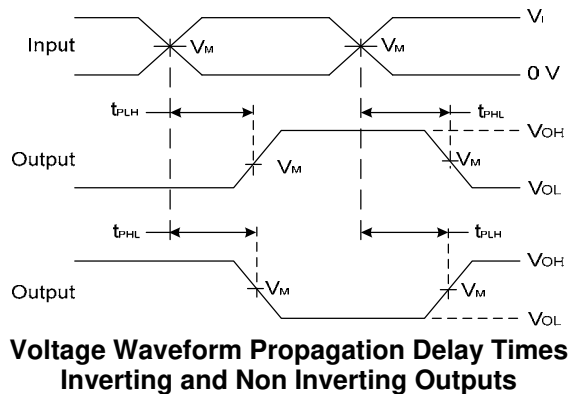 Vı
Input VM VM
0 V
tPLH tPHL
VOH
Output VM VM
VOL
tPHL tPLH
VOH
Output VM VM
VOL
Voltage Waveform Propagation Delay Times
Inverting and Non Inverting Outputs